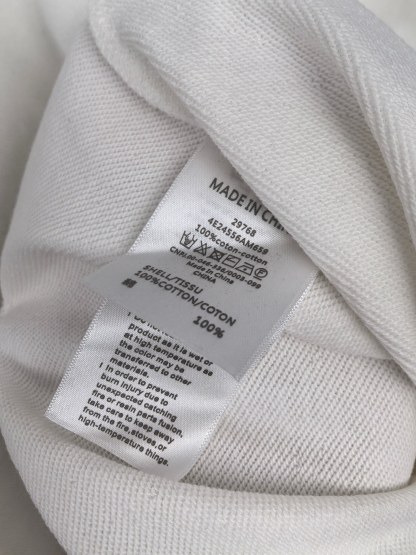 MADE IN CHI
29768
4E24556AM6S8
100%coton-cotton
Made in China
CHINA
SHELL/TISSU
100%COTTON/COTON
100%
product as it is wet or
at high temperature as
the color may be
transferred to other
materials.
! In order to prevent
burn injury due to
unexpected catching
fire or resin parts fusion.
take care to keep away
from the fire,stoves,or
high-temperature things.